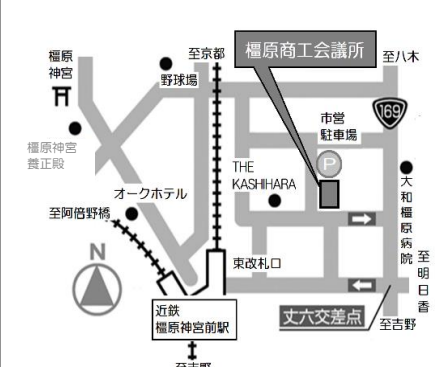 橿原
神宮
至京都
橿原商工会議所
至八木
野球場
169
市営
駐車場
P
橿原神宮
養正殿
THE
KASHIHARA
オークホテル
大和橿原病院
至阿倍野橋
至明日香
N
東改札口
近鉄
橿原神宮前駅
丈六交差点
至吉野
至吉野